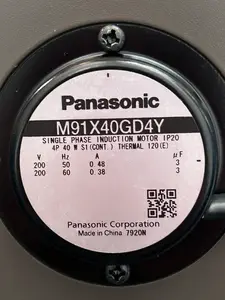 Panasonic
M91X40GD4Y
SINGLE PHASE INDUCTION MOTOR IP20
4P 40 W S1(CONT.) THERMAL 120(E)
V Hz A μF
200 50 0.48 3
200 60 0.38 3
Panasonic Corporation
Made in China 7920N